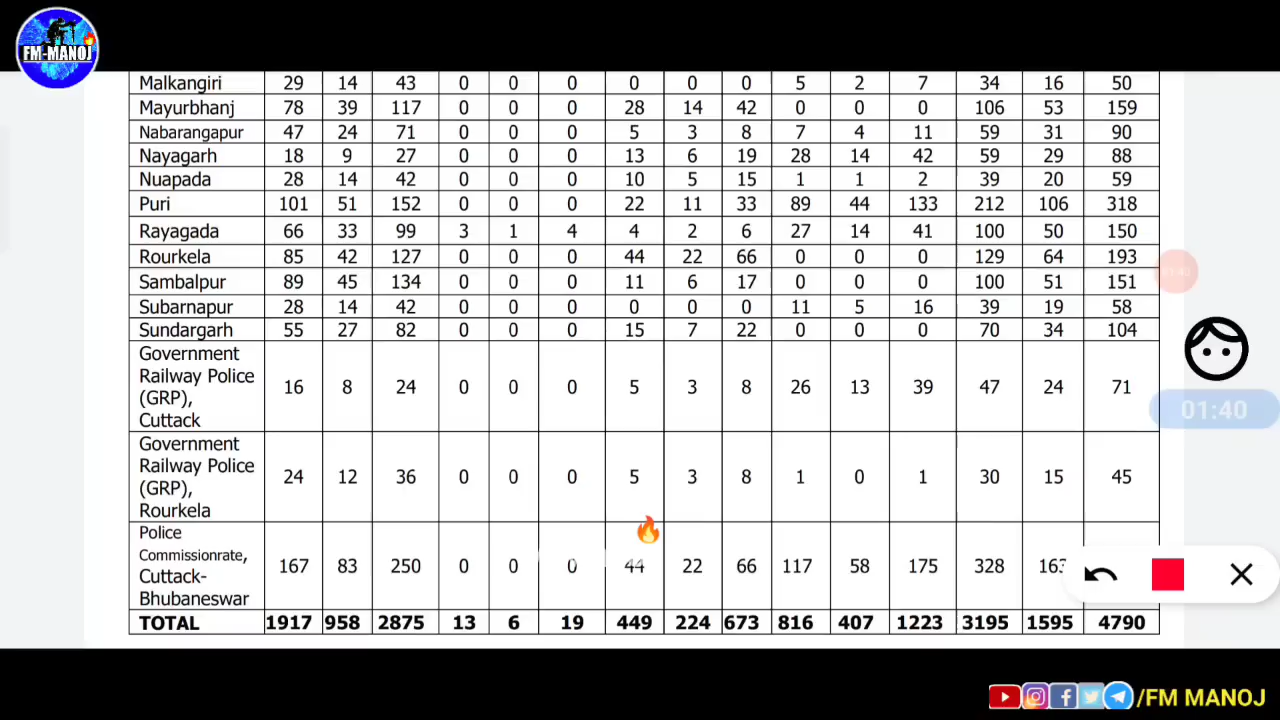 FM-MANOJ
Malkangiri 29 14 43 0 0 0 0 0 0 5 2 7 34 16 50
Mayurbhanj 78 39 117 0 0 0 28 14 42 0 0 0 106 53 159
Nabarangapur 47 24 71 0 0 0 5 3 8 7 4 11 59 31 90
Nayagarh 18 9 27 0 0 0 13 6 19 28 14 42 59 29 88
Nuapada 28 14 42 0 0 0 10 5 15 1 1 2 39 20 59
Puri 101 51 152 0 0 0 22 11 33 89 44 133 212 106 318
Rayagada 66 33 99 3 1 4 4 2 6 27 14 41 100 50 150
Rourkela 85 42 127 0 0 0 44 22 66 0 0 0 129 64 193
Sambalpur 89 45 134 0 0 0 11 6 17 0 0 0 100 51 151
Subarnapur 28 14 42 0 0 0 0 0 0 11 5 16 39 19 58
Sundargarh 55 27 82 0 0 0 15 7 22 0 0 0 70 34 104
Government
Railway Police
(GRP),
Cuttack
16 8 24 0 0 0 5 3 8 26 13 39 47 24 71
Government
Railway Police
(GRP),
Rourkela
24 12 36 0 0 0 5 3 8 1 0 1 30 15 45
Police
Commissionrate,
Cuttack-
Bhubaneswar
167 83 250 0 0 0 44 22 66 117 58 175 328 163
TOTAL 1917 958 2875 13 6 19 449 224 673 816 407 1223 3195 1595 4790
01:40
/FM MANOJ